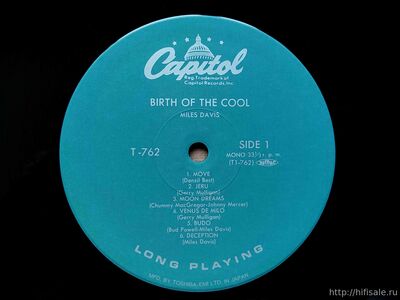 Capitol
Reg. Trademark of
Capitol Records, Inc.
BIRTH OF THE COOL
MILES DAVIS
T-762
SIDE 1
MONO 33⅓ r. p. m.
(T1-762)
1. MOVE
(Denzil Best)
2. JERU
(Gerry Mulligan)
3. MOON DREAMS
(Chummy MacGregor-Johnny Mercer)
4. VENUS DE MILO
(Gerry Mulligan)
5. BUDO
(Bud Powell-Miles Davis)
6. DECEPTION
(Miles Davis)
LONG PLAYING
MFD. BY TOSHIBA EMI LTD. IN JAPAN
http://hifisale.ru